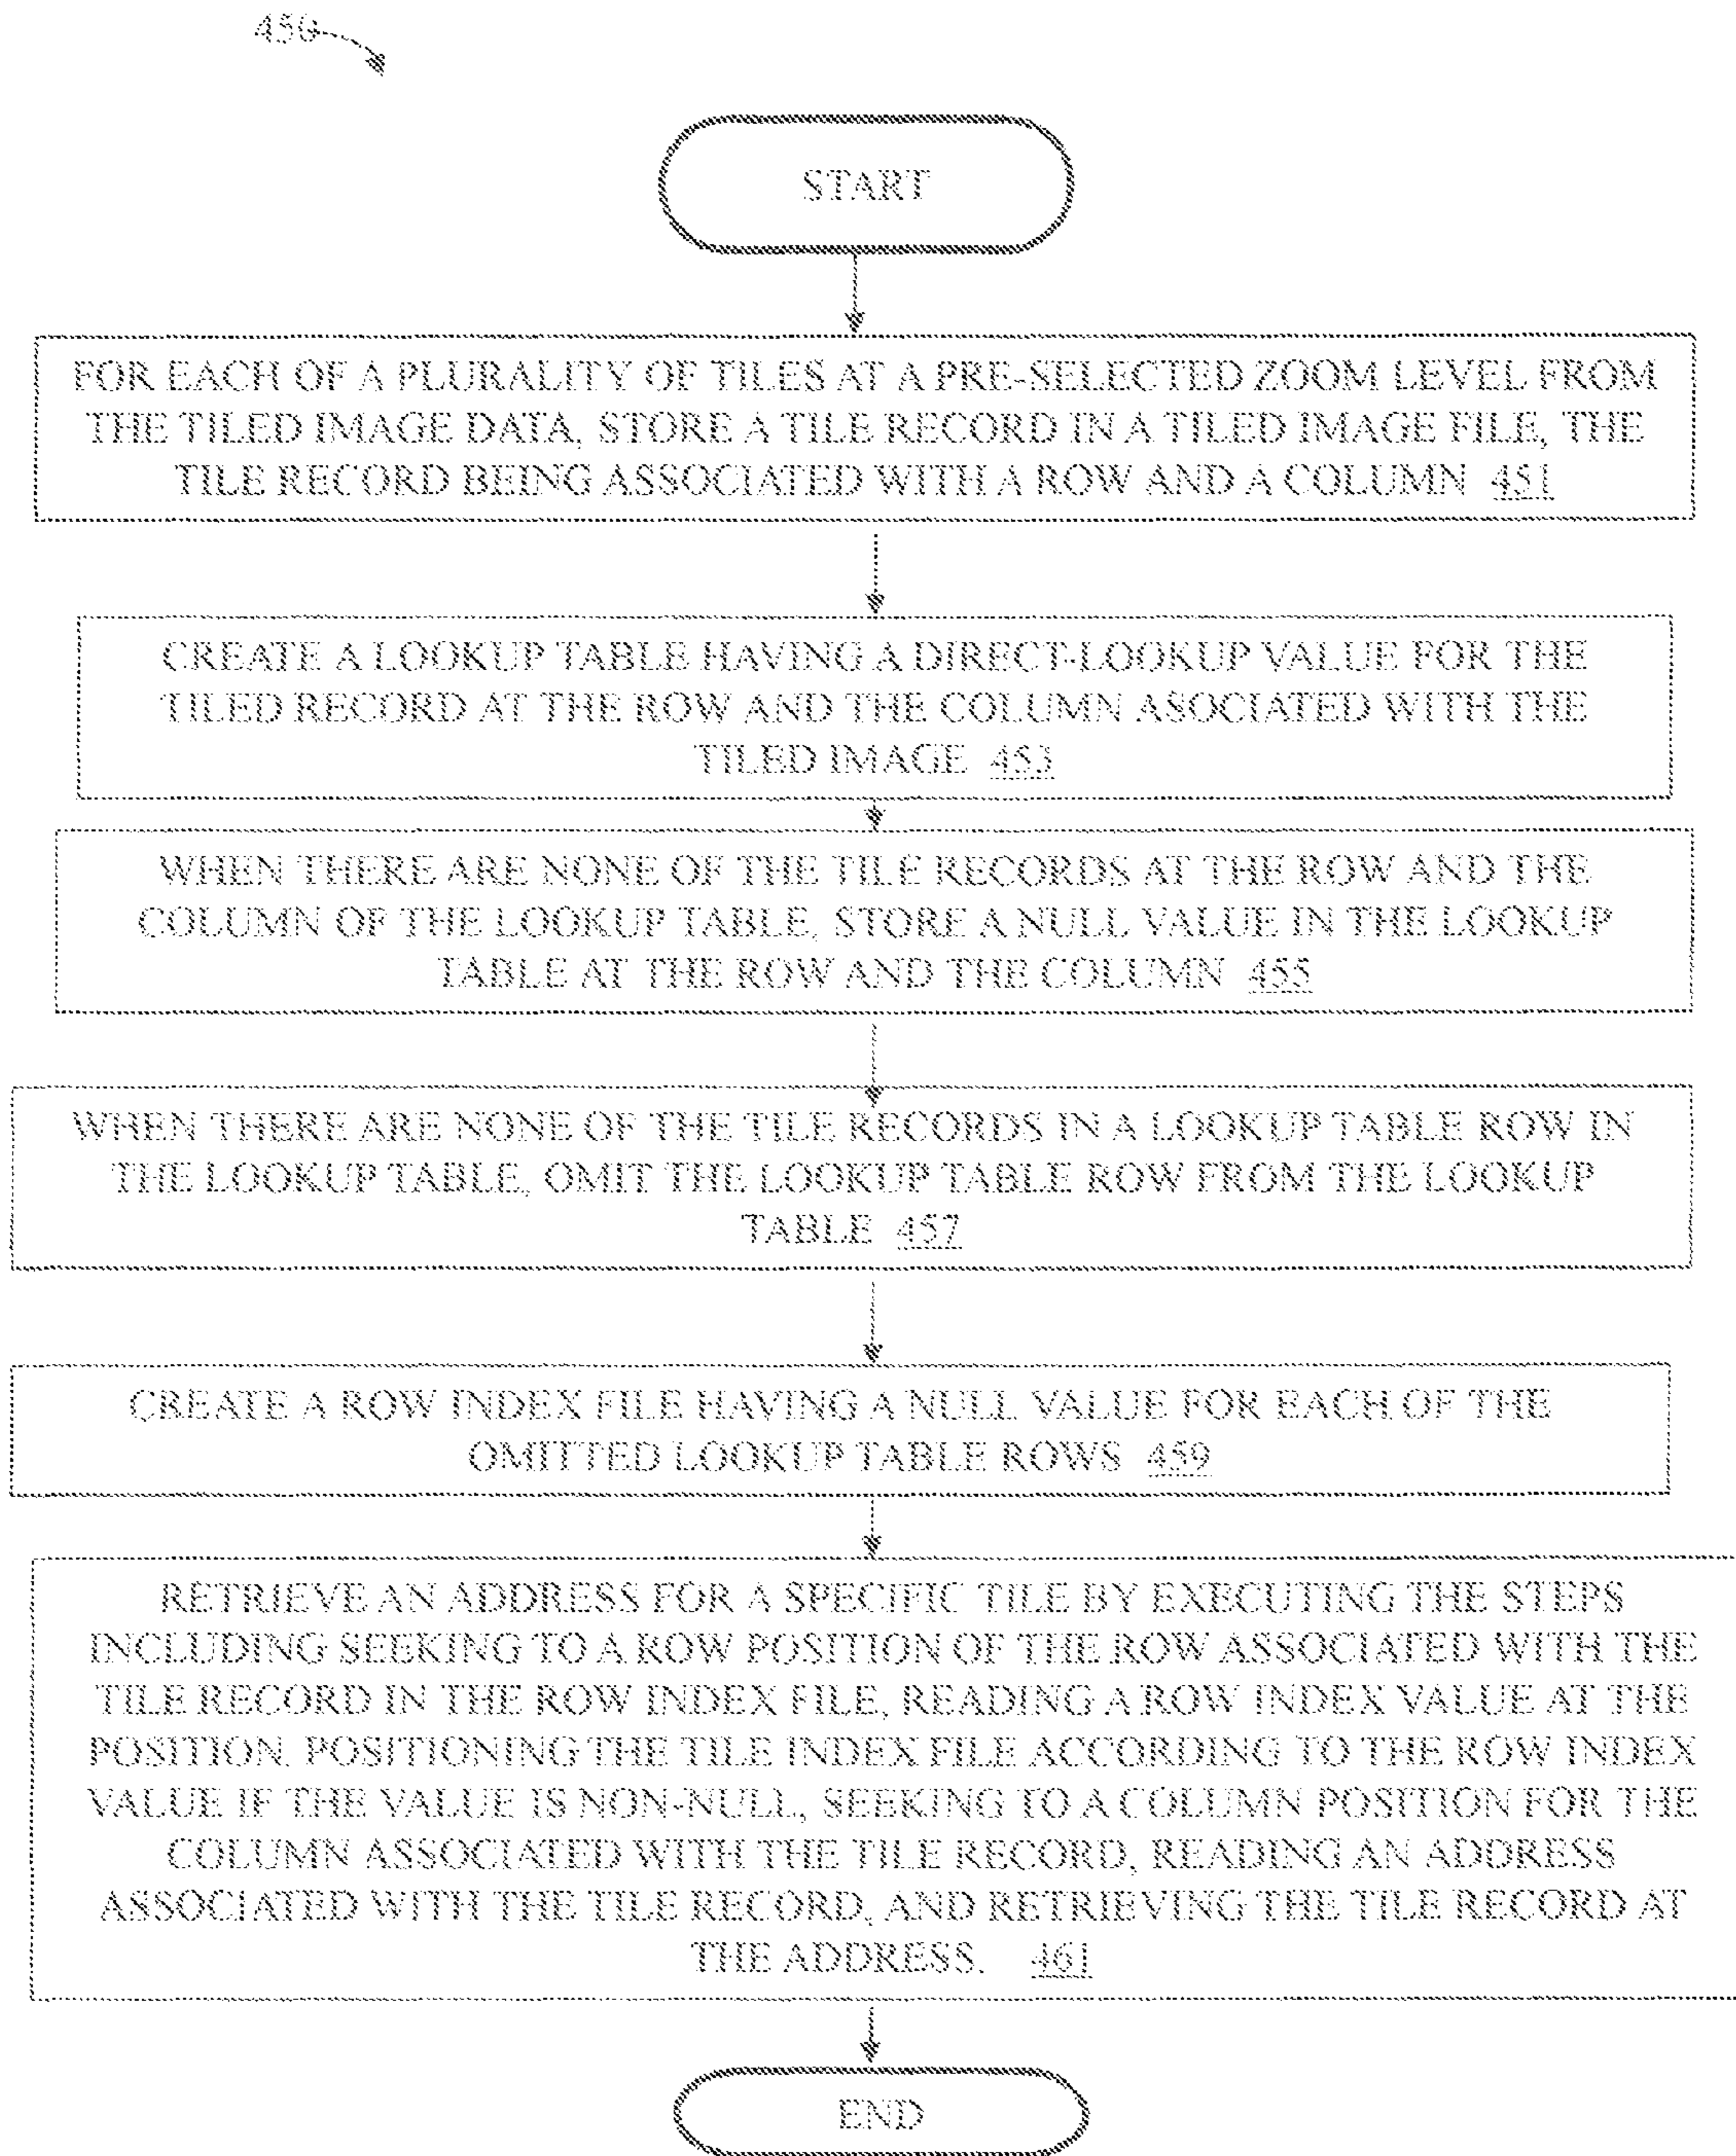 450
START
FOR EACH OF A PLURALITY OF TILES AT A PRE-SELECTED ZOOM LEVEL FROM
THE TILED IMAGE DATA, STORE A TILE RECORD IN A TILED IMAGE FILE, THE
TILE RECORD BEING ASSOCIATED WITH A ROW AND A COLUMN 451
CREATE A LOOKUP TABLE HAVING A DIRECT-LOOKUP VALUE FOR THE
TILED RECORD AT THE ROW AND THE COLUMN ASOCIATED WITH THE
TILED IMAGE 453
WHEN THERE ARE NONE OF THE TILE RECORDS AT THE ROW AND THE
COLUMN OF THE LOOKUP TABLE, STORE A NULL VALUE IN THE LOOKUP
TABLE AT THE ROW AND THE COLUMN 455
WHEN THERE ARE NONE OF THE TILE RECORDS IN A LOOKUP TABLE ROW IN
THE LOOKUP TABLE, OMIT THE LOOKUP TABLE ROW FROM THE LOOKUP
TABLE 457
CREATE A ROW INDEX FILE HAVING A NULL VALUE FOR EACH OF THE
OMITTED LOOKUP TABLE ROWS 459
RETRIEVE AN ADDRESS FOR A SPECIFIC TILE BY EXECUTING THE STEPS
INCLUDING SEEKING TO A ROW POSITION OF THE ROW ASSOCIATED WITH THE
TILE RECORD IN THE ROW INDEX FILE, READING A ROW INDEX VALUE AT THE
POSITION. POSITIONING THE TILE INDEX FILE ACCORDING TO THE ROW INDEX
VALUE IF THE VALUE IS NON-NULL, SEEKING TO A COLUMN POSITION FOR THE
COLUMN ASSOCIATED WITH THE TILE RECORD, READING AN ADDRESS
ASSOCIATED WITH THE TILE RECORD, AND RETRIEVING THE TILE RECORD AT
THE ADDRESS. 461
END